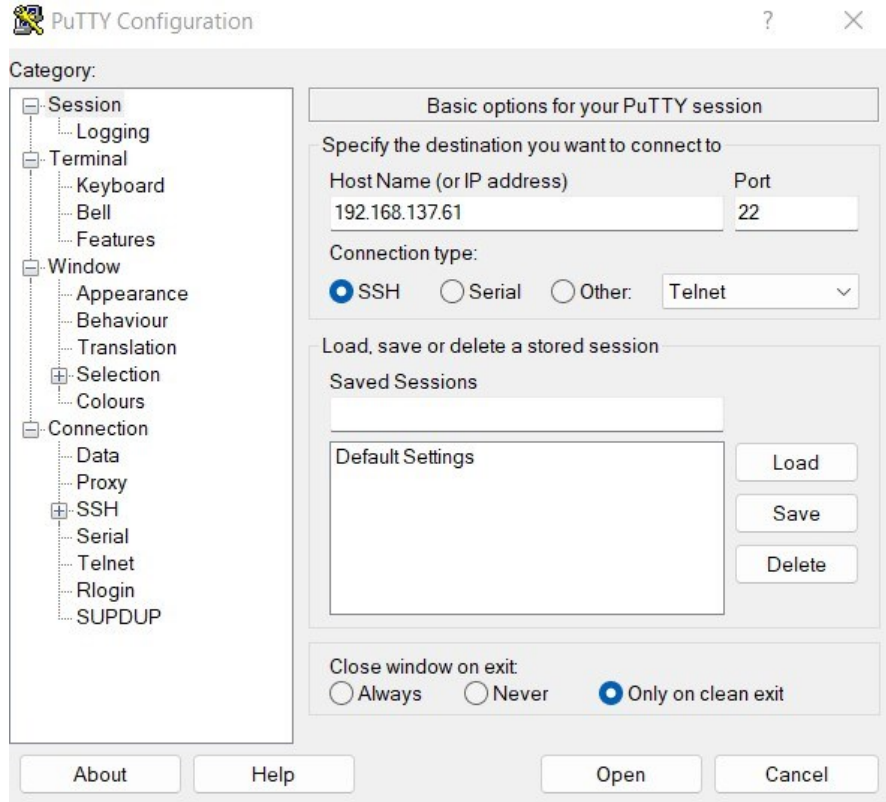 PuTTY Configuration
?
Category:
Session
Logging
Terminal
Keyboard
Bell
Features
Window
Appearance
Behaviour
Translation
Selection
Colours
Connection
Data
Proxy
SSH
Serial
Telnet
Rlogin
SUPDUP
Basic options for your PuTTY session
Specify the destination you want to connect to
Host Name (or IP address) Port
192.168.137.61 22
Connection type:
SSH Serial Other: Telnet
Load, save or delete a stored session
Saved Sessions
Default Settings
Load
Save
Delete
Close window on exit:
Always Never Only on clean exit
About Help Open Cancel